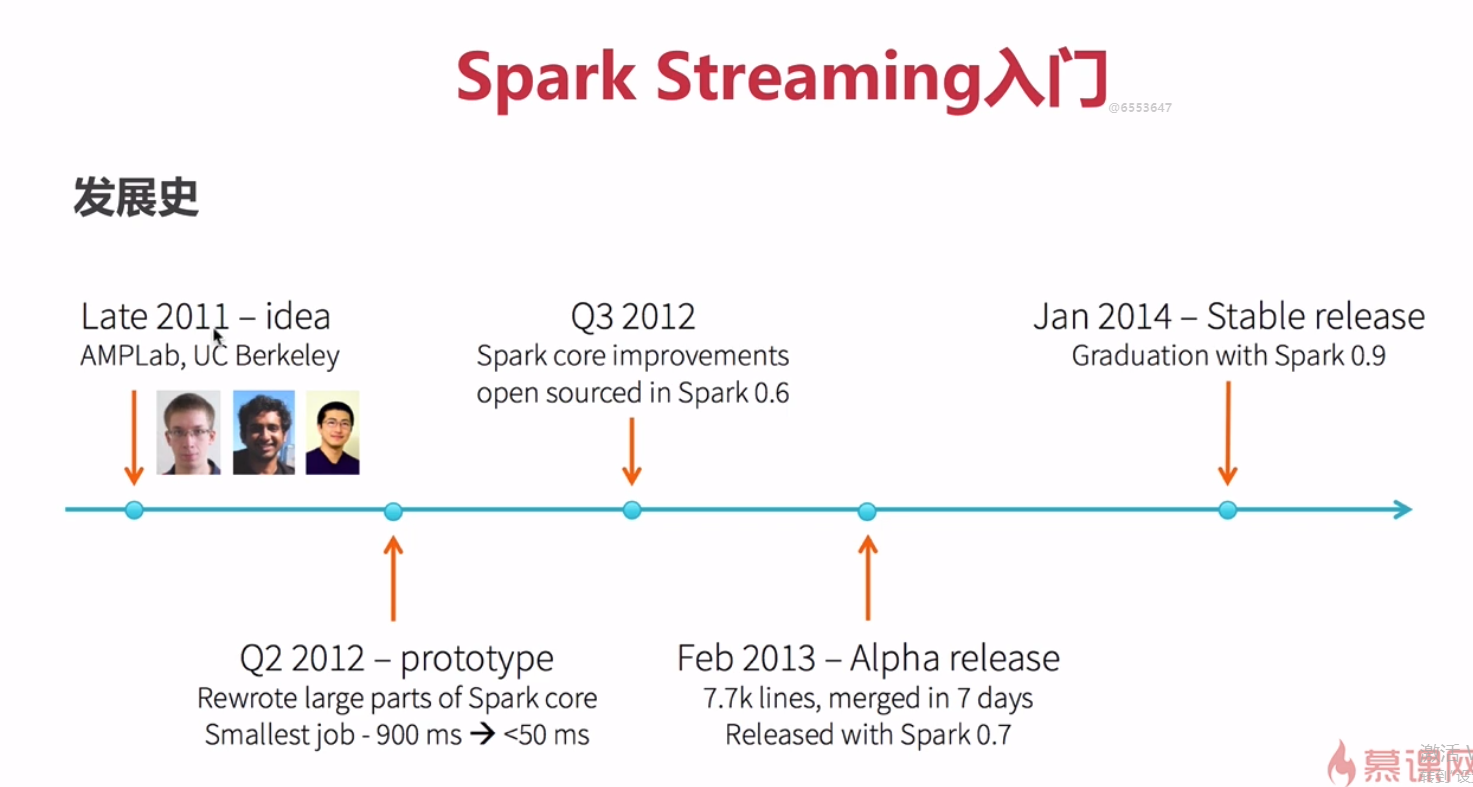 Spark Streaming入门
@6553647
发展史
Late 2011 – idea
AMPLab, UC Berkeley
Q3 2012
Spark core improvements
open sourced in Spark 0.6
Jan 2014 – Stable release
Graduation with Spark 0.9
Q2 2012 – prototype
Rewrote large parts of Spark core
Smallest job - 900 ms → <50 ms
Feb 2013 – Alpha release
7.7k lines, merged in 7 days
Released with Spark 0.7
慕课网
激活
转到